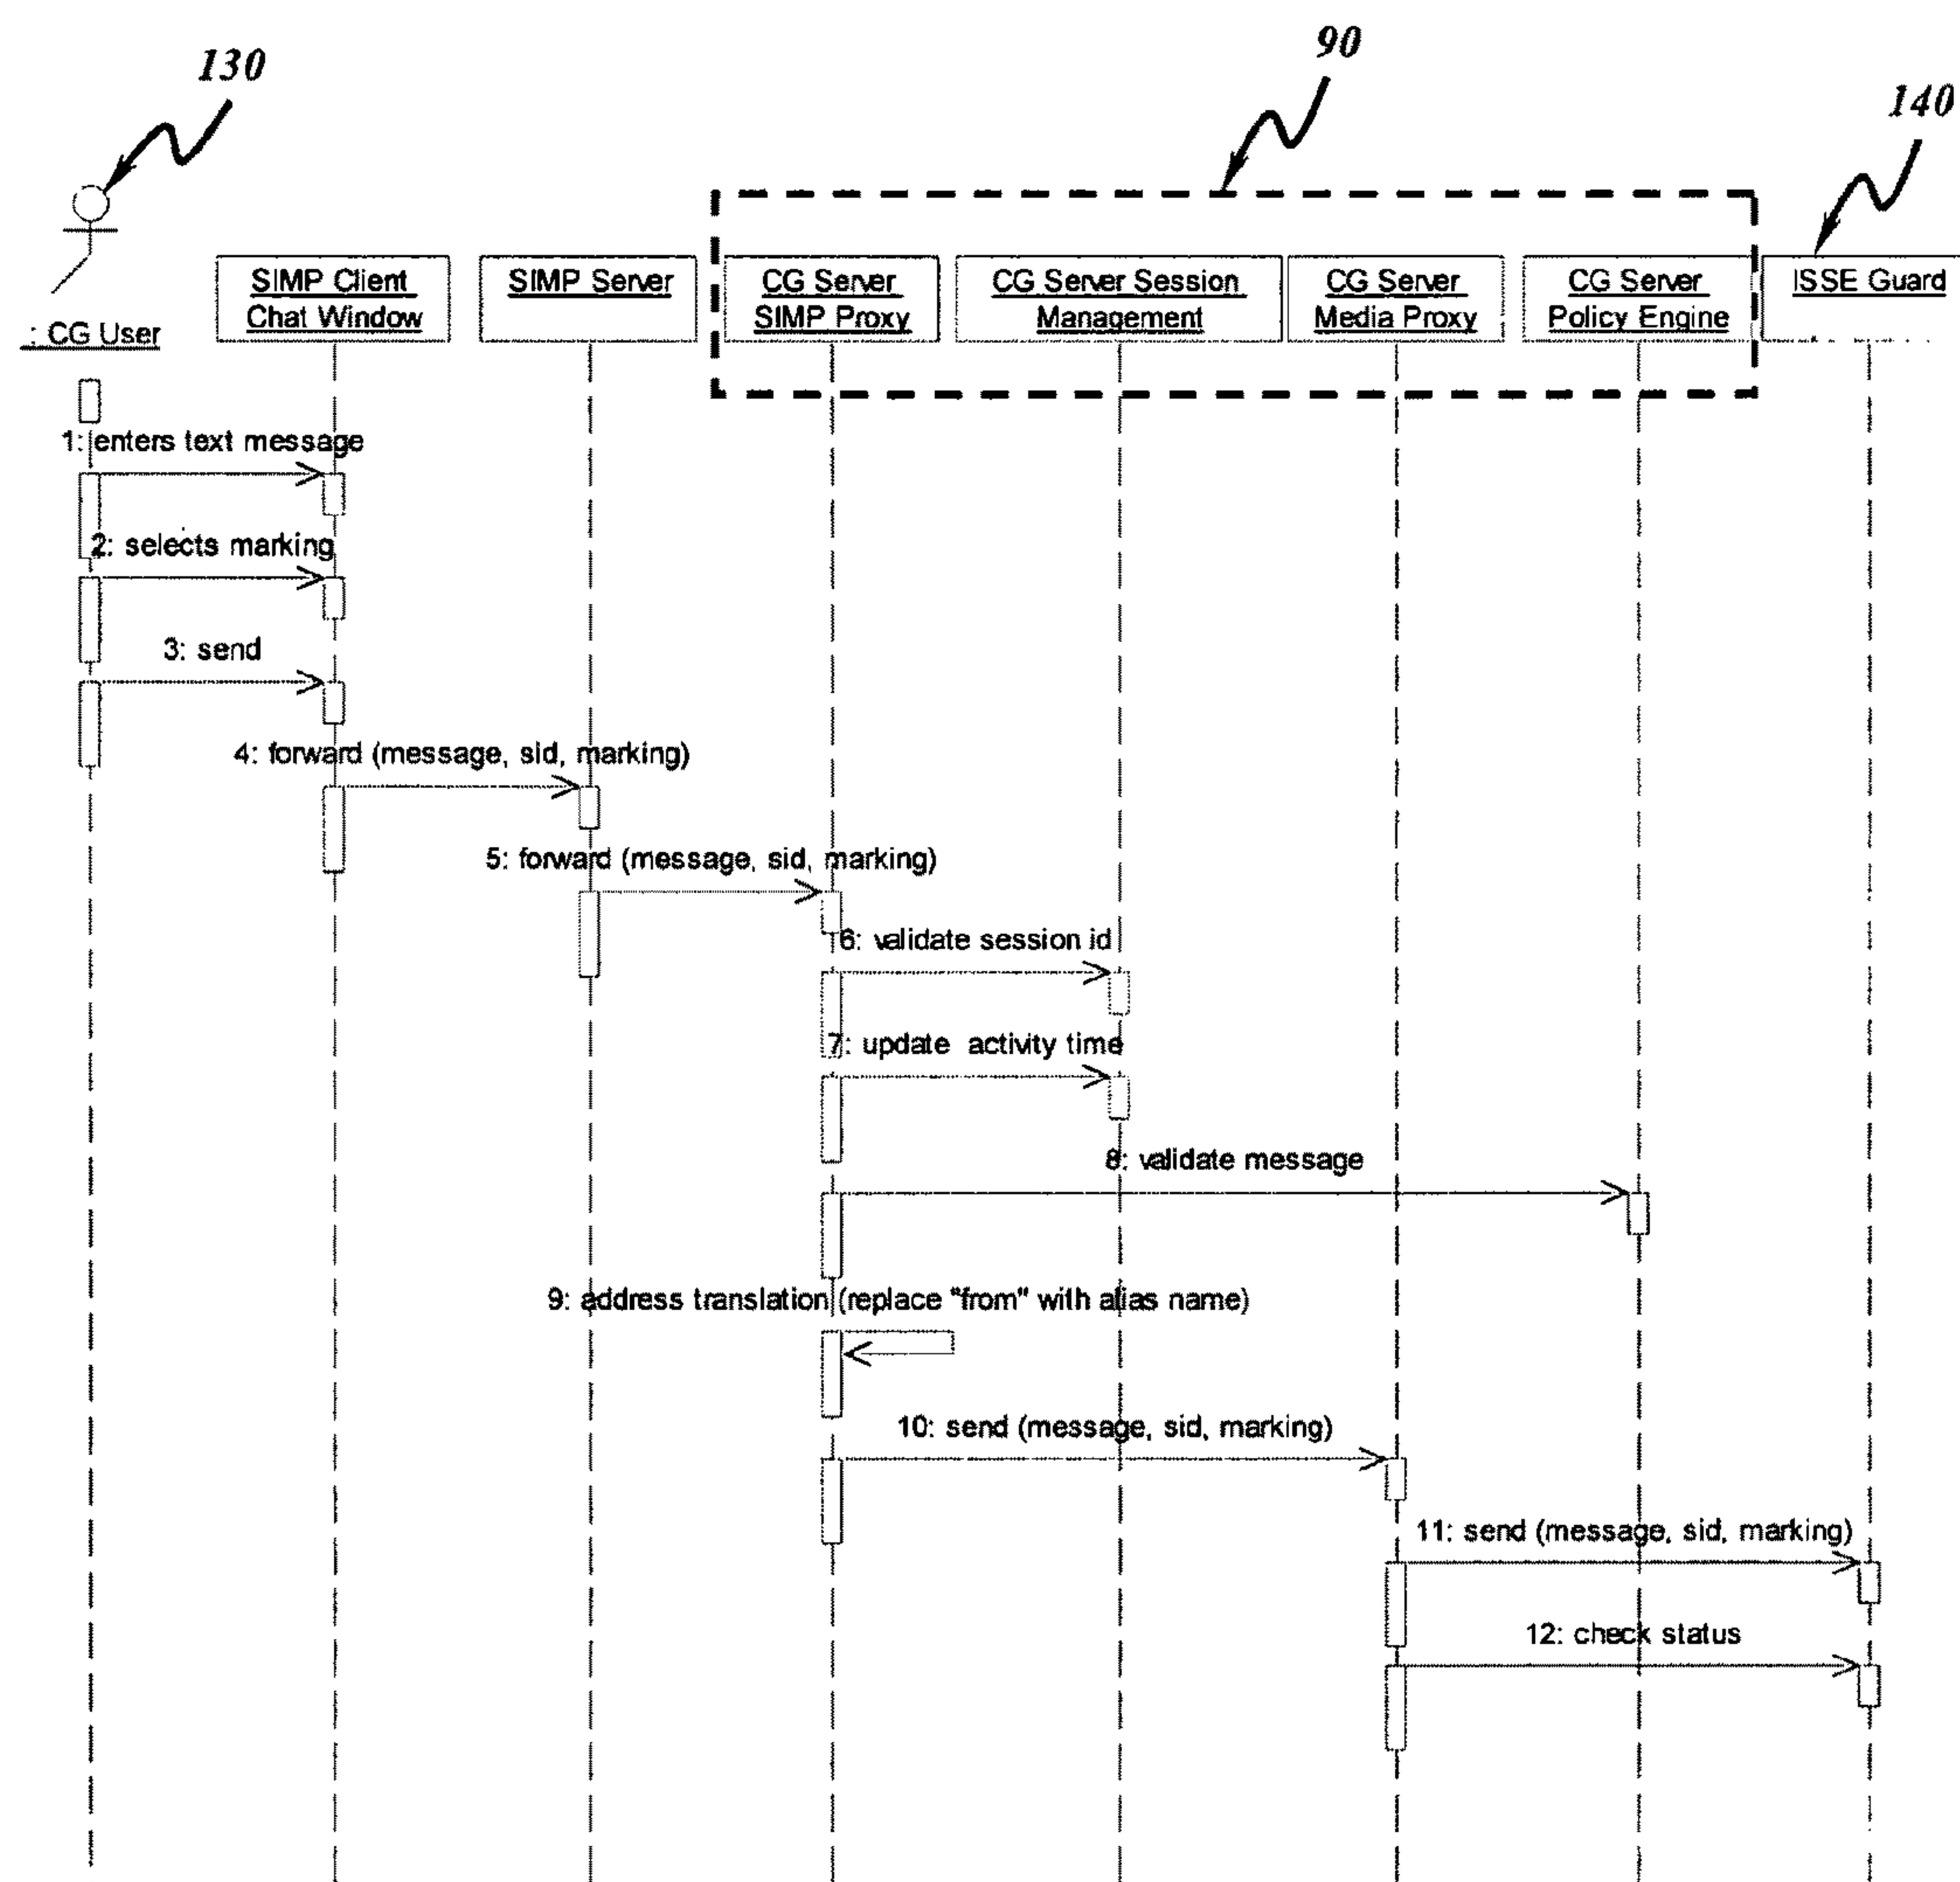 130
90
140
SIMP Client
Chat Window
SIMP Server
CG Server
SIMP Proxy
CG Server Session
Management
CG Server
Media Proxy
CG Server
Policy Engine
ISSE Guard
: CG User
1: enters text message
2: selects marking
3: send
4: forward (message, sid, marking)
5: forward (message, sid, marking)
6: validate session id
7: update activity time
8: validate message
9: address translation (replace "from" with alias name)
10: send (message, sid, marking)
11: send (message, sid, marking)
12: check status